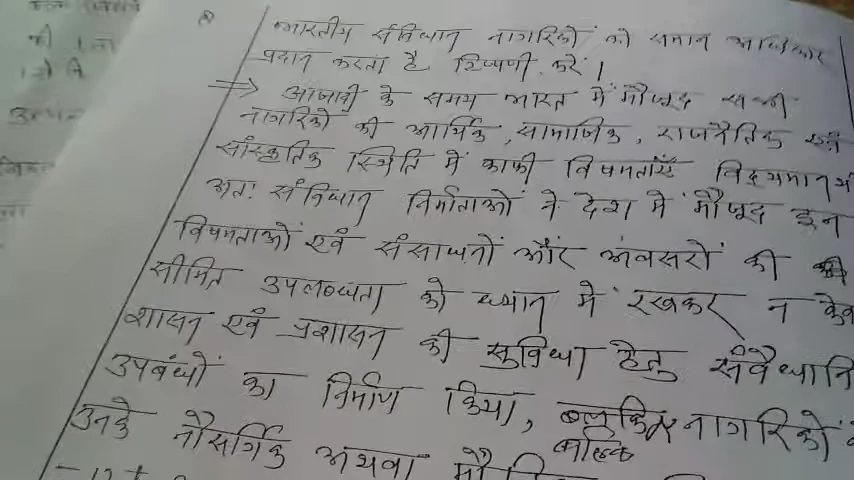 भारतीय संविधान नागरिकों को समान अधिकार
प्रदान करता है टिप्पणी करें।
⇒ आजादी के समय भारत में मौजूद सभी
नागरिको की आर्थिक, सामाजिक, राजनैतिक एवं
सांस्कृतिक स्थिति में काफी विषमताएँ विद्यमान थ
अतः संविधान निर्माताओं ने देश में मौजूद इन
विषमताओं एवं संसाधनों और अवसरों की
सीमित उपलब्धता को ध्यान में रखकर न केव
शासन एवं प्रशासन की सुविधा हेतु संवैधानि
उपबंधों का निर्माण किया, नागरिकों
बल्कि
उनके नैसर्गिक अथवा